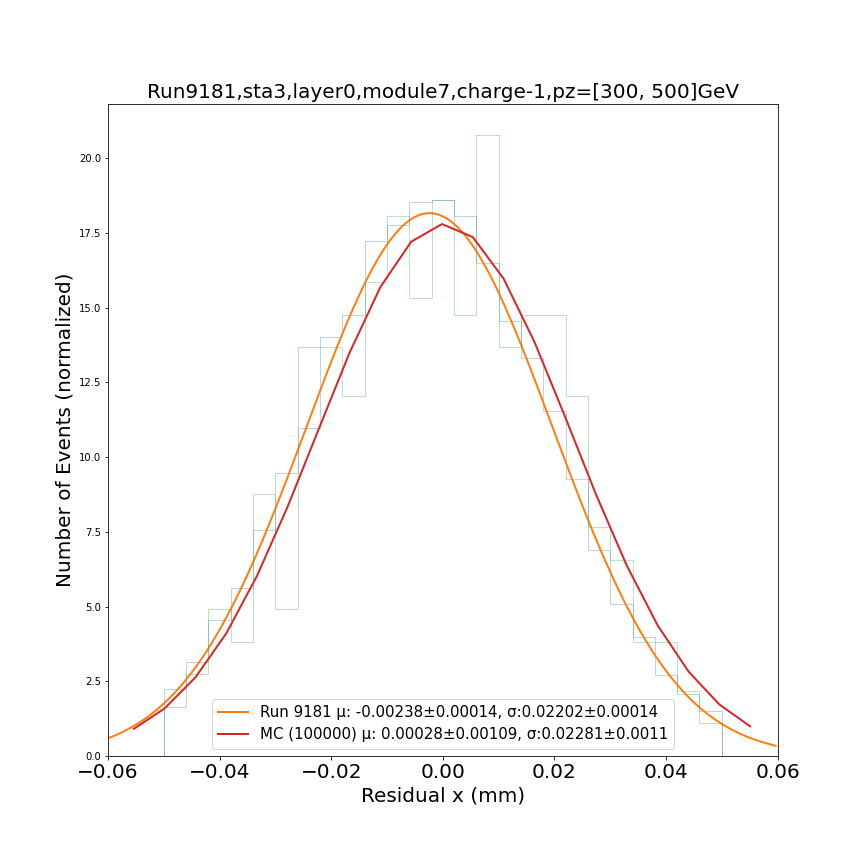 Run9181,sta3,layer0,module7,charge-1,pz=[300, 500]GeV
Number of Events (normalized)
20.0
17.5
15.0
12.5
10.0
7.5
5.0
2.5
0.0
Run 9181 μ: -0.00238±0.00014, σ:0.02202±0.00014
MC (100000) μ: 0.00028±0.00109, σ:0.02281±0.0011
−0.06 −0.04 −0.02 0.00 0.02 0.04 0.06
Residual x (mm)